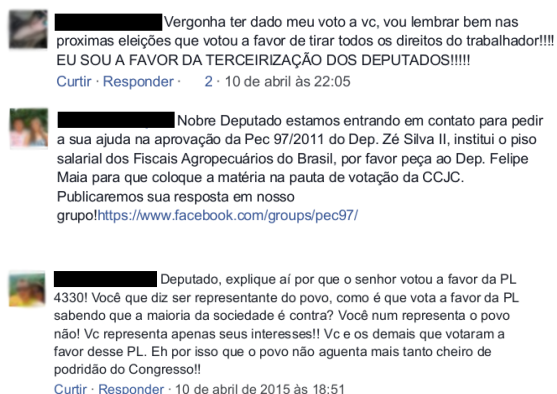 Vergonha ter dado meu voto a vc, vou lembrar bem nas
proximas eleições que votou a favor de tirar todos os direitos do trabalhador!!!!
EU SOU A FAVOR DA TERCEIRIZAÇÃO DOS DEPUTADOS!!!!!
Curtir · Responder · 2 · 10 de abril às 22:05
Nobre Deputado estamos entrando em contato para pedir
a sua ajuda na aprovação da Pec 97/2011 do Dep. Zé Silva II, institui o piso
salarial dos Fiscais Agropecuários do Brasil, por favor peça ao Dep. Felipe
Maia para que coloque a matéria na pauta de votação da CCJC.
Publicaremos sua resposta em nosso
grupo!https://www.facebook.com/groups/pec97/
Deputado, explique aí por que o senhor votou a favor da PL
4330! Você que diz ser representante do povo, como é que vota a favor da PL
sabendo que a maioria da sociedade é contra? Você num representa o povo
não! Vc representa apenas seus interesses!! Vc e os demais que votaram a
favor desse PL. Eh por isso que o povo não aguenta mais tanto cheiro de
podridão do Congresso!!
Curtir · Responder · 10 de abril de 2015 às 18:51